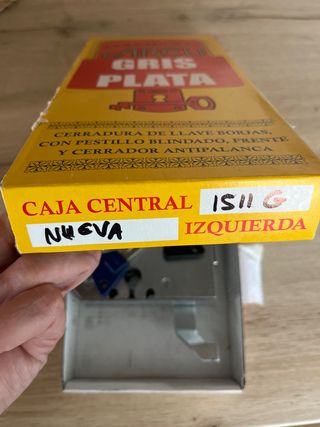 GRIS
PLATA
CERRADURA DE LLAVE BORJAS,
CON PESTILLO BLINDADO, FRENTE
Y CERRADOR ANTIPALANCA
CAJA CENTRAL 1511 G
NUEVA IZQUIERDA